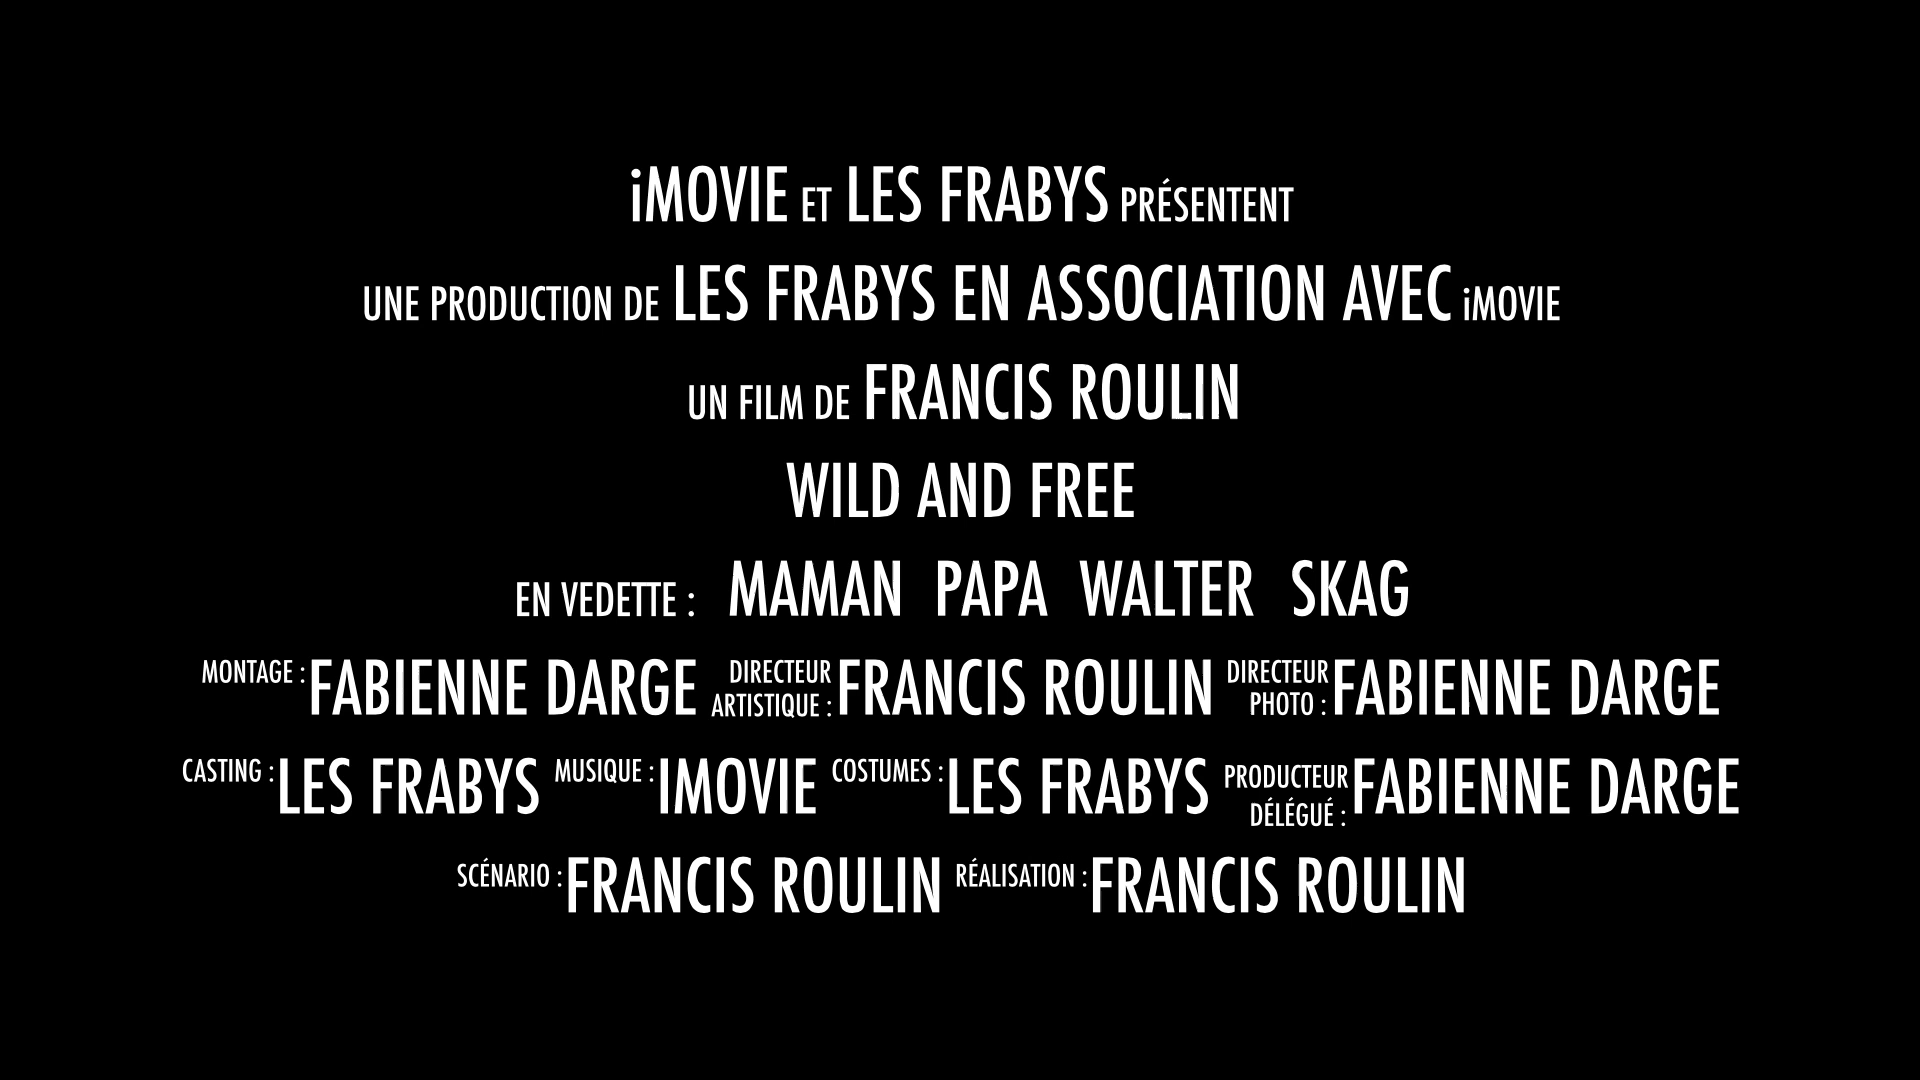 iMOVIE ET LES FRABYS PRÉSENTENT
UNE PRODUCTION DE LES FRABYS EN ASSOCIATION AVEC iMOVIE
UN FILM DE FRANCIS ROULIN
WILD AND FREE
EN VEDETTE : MAMAN PAPA WALTER SKAG
MONTAGE : FABIENNE DARGE DIRECTEUR ARTISTIQUE : FRANCIS ROULIN DIRECTEUR PHOTO : FABIENNE DARGE
CASTING : LES FRABYS MUSIQUE : IMOVIE COSTUMES : LES FRABYS PRODUCTEUR DÉLÉGUÉ : FABIENNE DARGE
SCÉNARIO : FRANCIS ROULIN RÉALISATION : FRANCIS ROULIN